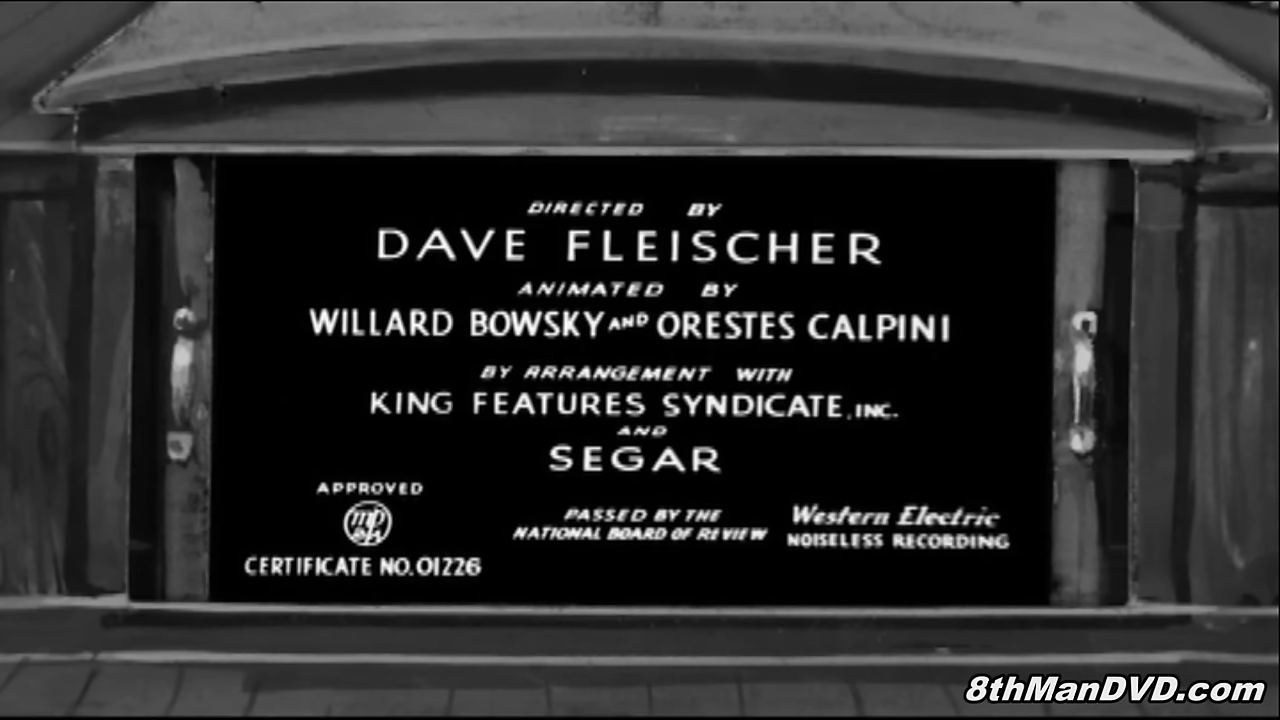 DIRECTED BY
DAVE FLEISCHER
ANIMATED BY
WILLARD BOWSKY AND ORESTES CALPINI
BY ARRANGEMENT WITH
KING FEATURES SYNDICATE, INC.
AND
SEGAR
APPROVED
CERTIFICATE NO. 01226
PASSED BY THE
NATIONAL BOARD OF REVIEW
Western Electric
NOISELESS RECORDING
8thManDVD.com